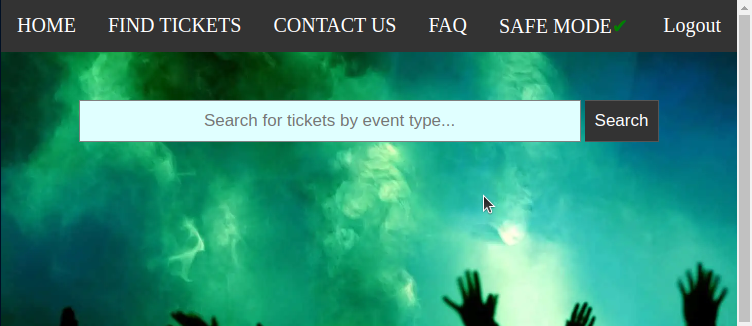 HOME FIND TICKETS CONTACT US FAQ SAFE MODE✔ Logout
Search for tickets by event type... Search